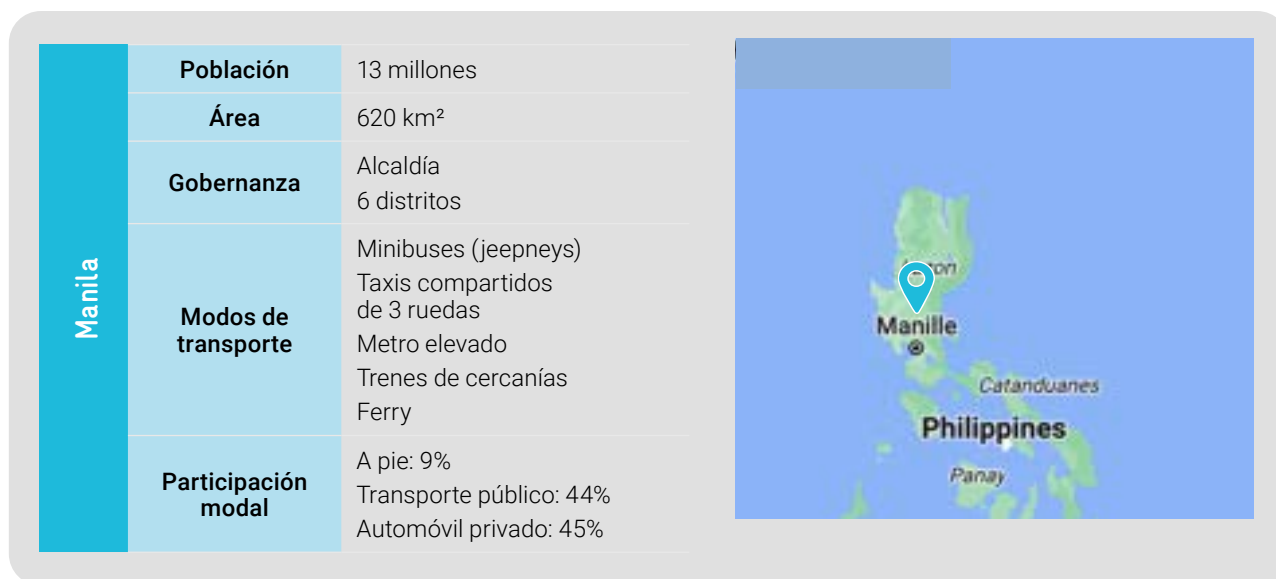 Manila
Población
13 millones
Área
620 km²
Gobernanza
Alcaldía
6 distritos
Modos de
transporte
Minibuses (jeepneys)
Taxis compartidos
de 3 ruedas
Metro elevado
Trenes de cercanías
Ferry
Participación
modal
A pie: 9%
Transporte público: 44%
Automóvil privado: 45%
Manille
Catanduanes
Philippines
Panay